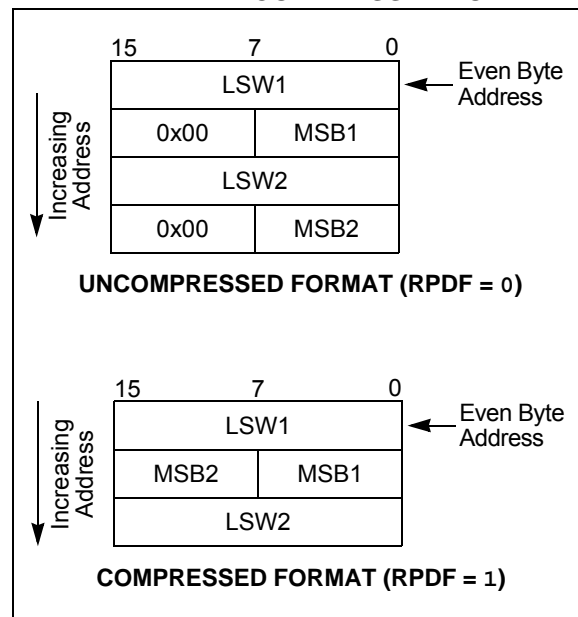 15 7 0
LSW1
Even Byte
Address
0x00 MSB1
LSW2
0x00 MSB2
Increasing
Address
UNCOMPRESSED FORMAT (RPDF = 0)
15 7 0
LSW1
Even Byte
Address
MSB2 MSB1
LSW2
Increasing
Address
COMPRESSED FORMAT (RPDF = 1)